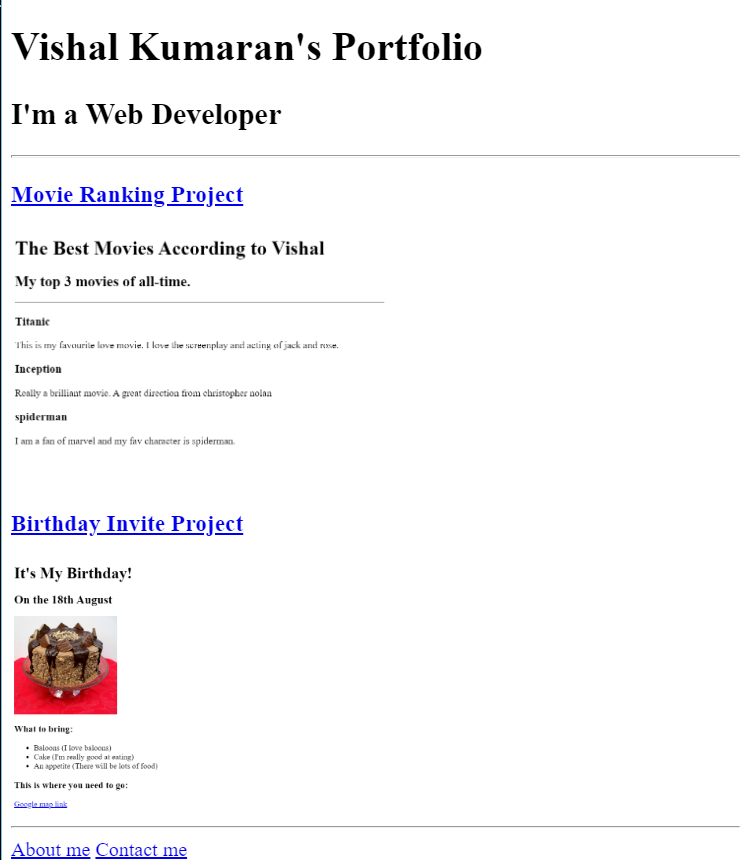 Vishal Kumaran's Portfolio
I'm a Web Developer
Movie Ranking Project
The Best Movies According to Vishal
My top 3 movies of all-time.
Titanic
This is my favourite love movie. I love the screenplay and acting of jack and rose.
Inception
Really a brilliant movie. A great direction from christopher nolan
spiderman
I am a fan of marvel and my fav character is spiderman.
Birthday Invite Project
It's My Birthday!
On the 18th August
What to bring:
• Baloons (I love baloons)
• Cake (I'm really good at eating)
• An appetite (There will be lots of food)
This is where you need to go:
Google map link
About me Contact me